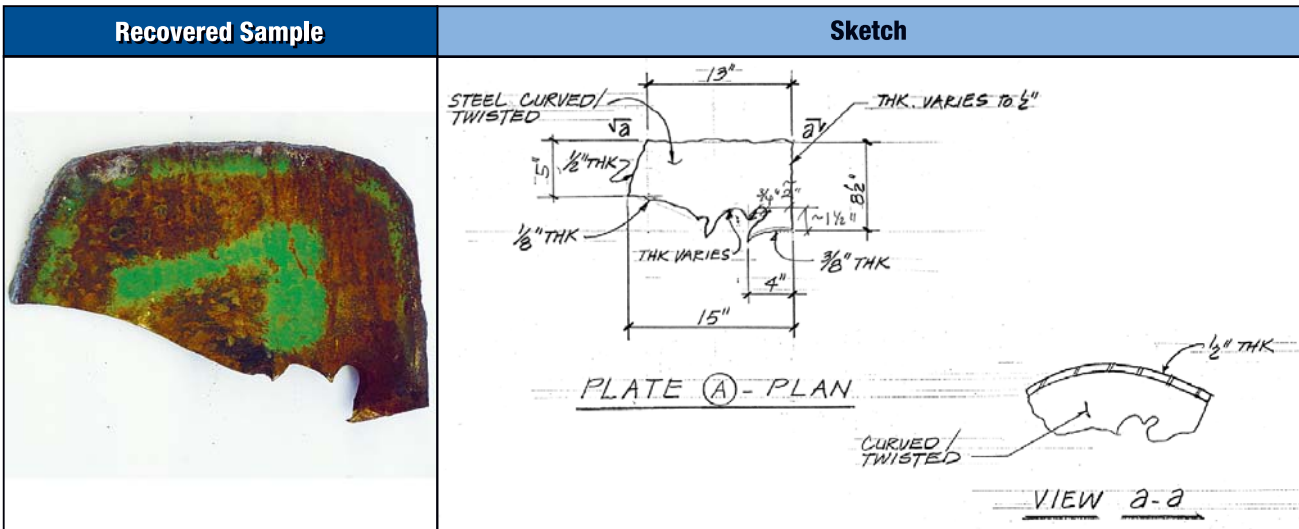 Recovered Sample
Sketch
13"
STEEL CURVED/
TWISTED
THK. VARIES TO ½"
a
a
5"
½" THK
8½"
¾"
2"
~1½"
⅛" THK
THK VARIES
⅜" THK
4"
15"
PLATE Ⓐ - PLAN
½" THK
CURVED/
TWISTED
VIEW a-a